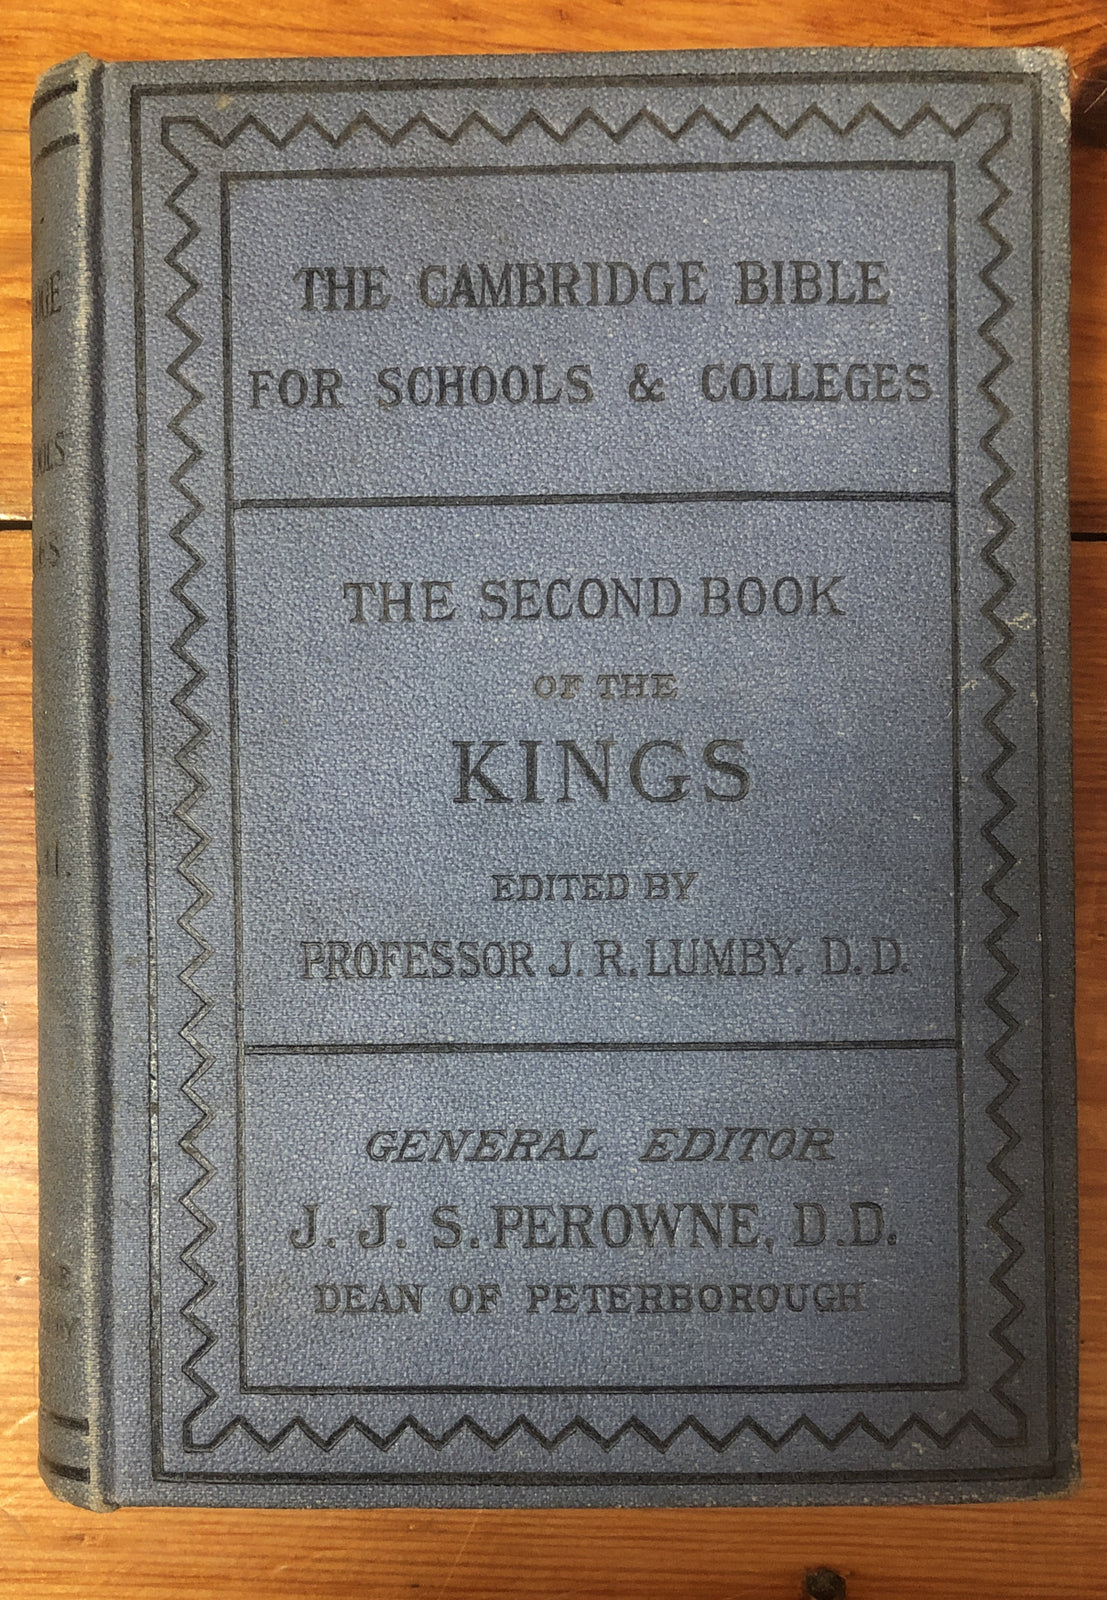 THE CAMBRIDGE BIBLE
FOR SCHOOLS & COLLEGES
THE SECOND BOOK
OF THE
KINGS
EDITED BY
PROFESSOR J. R. LUMBY. D. D.
GENERAL EDITOR
J. J. S. PEROWNE, D.D.
DEAN OF PETERBOROUGH